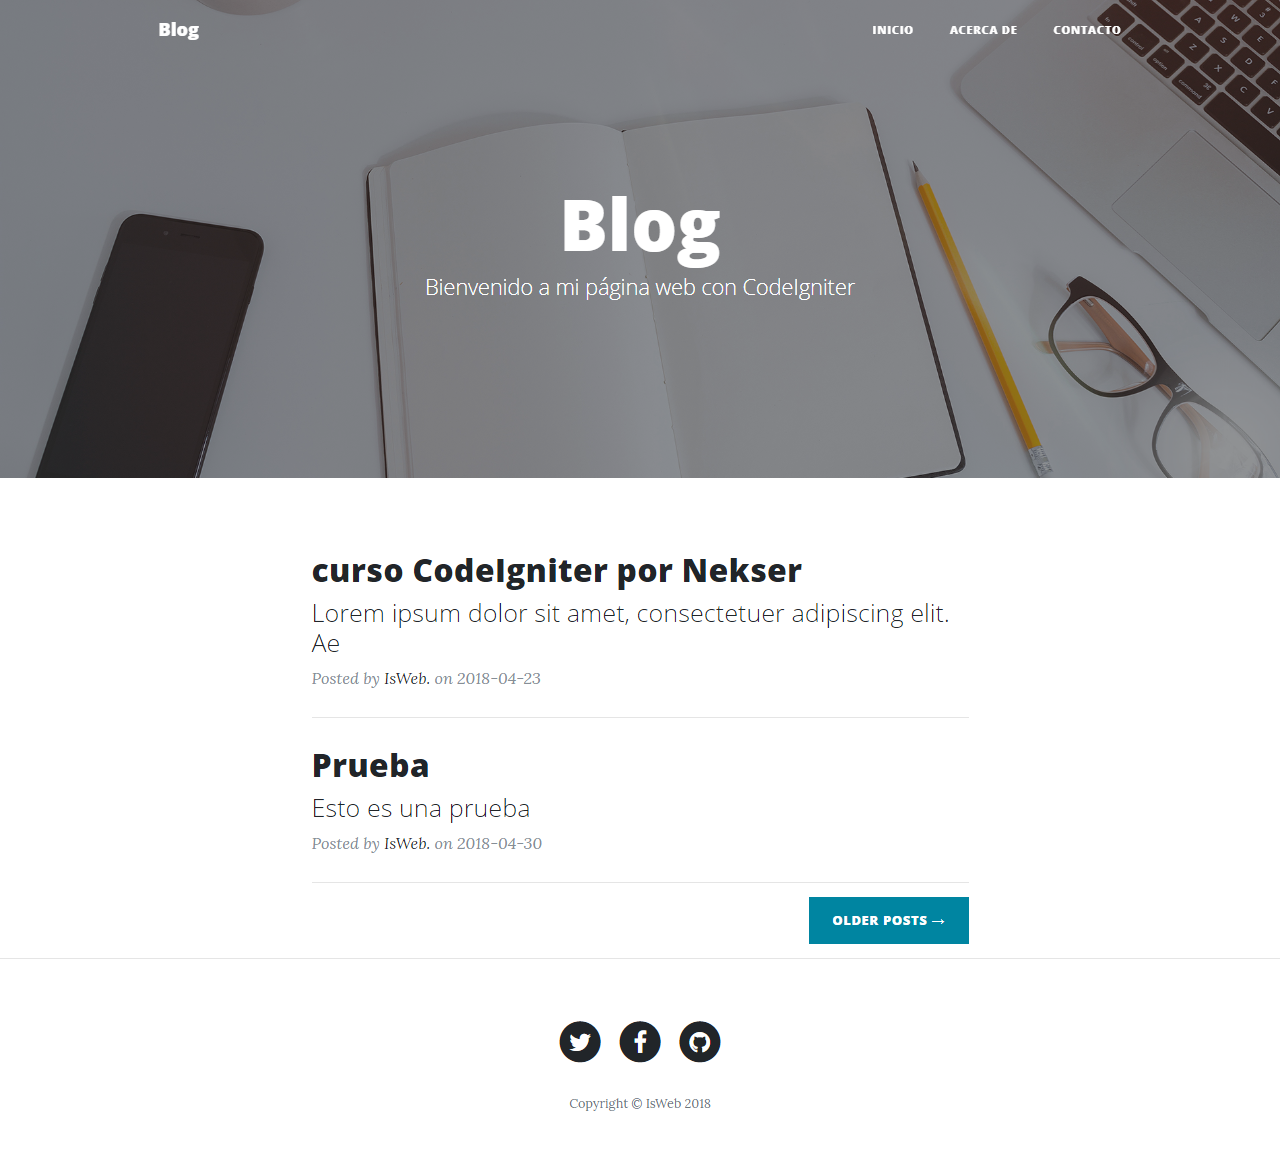 Blog
INICIO ACERCA DE CONTACTO
Blog
Bienvenido a mi página web con CodeIgniter
curso CodeIgniter por Nekser
Lorem ipsum dolor sit amet, consectetuer adipiscing elit.
Ae
Posted by IsWeb. on 2018-04-23
Prueba
Esto es una prueba
Posted by IsWeb. on 2018-04-30
OLDER POSTS →
Copyright © IsWeb 2018